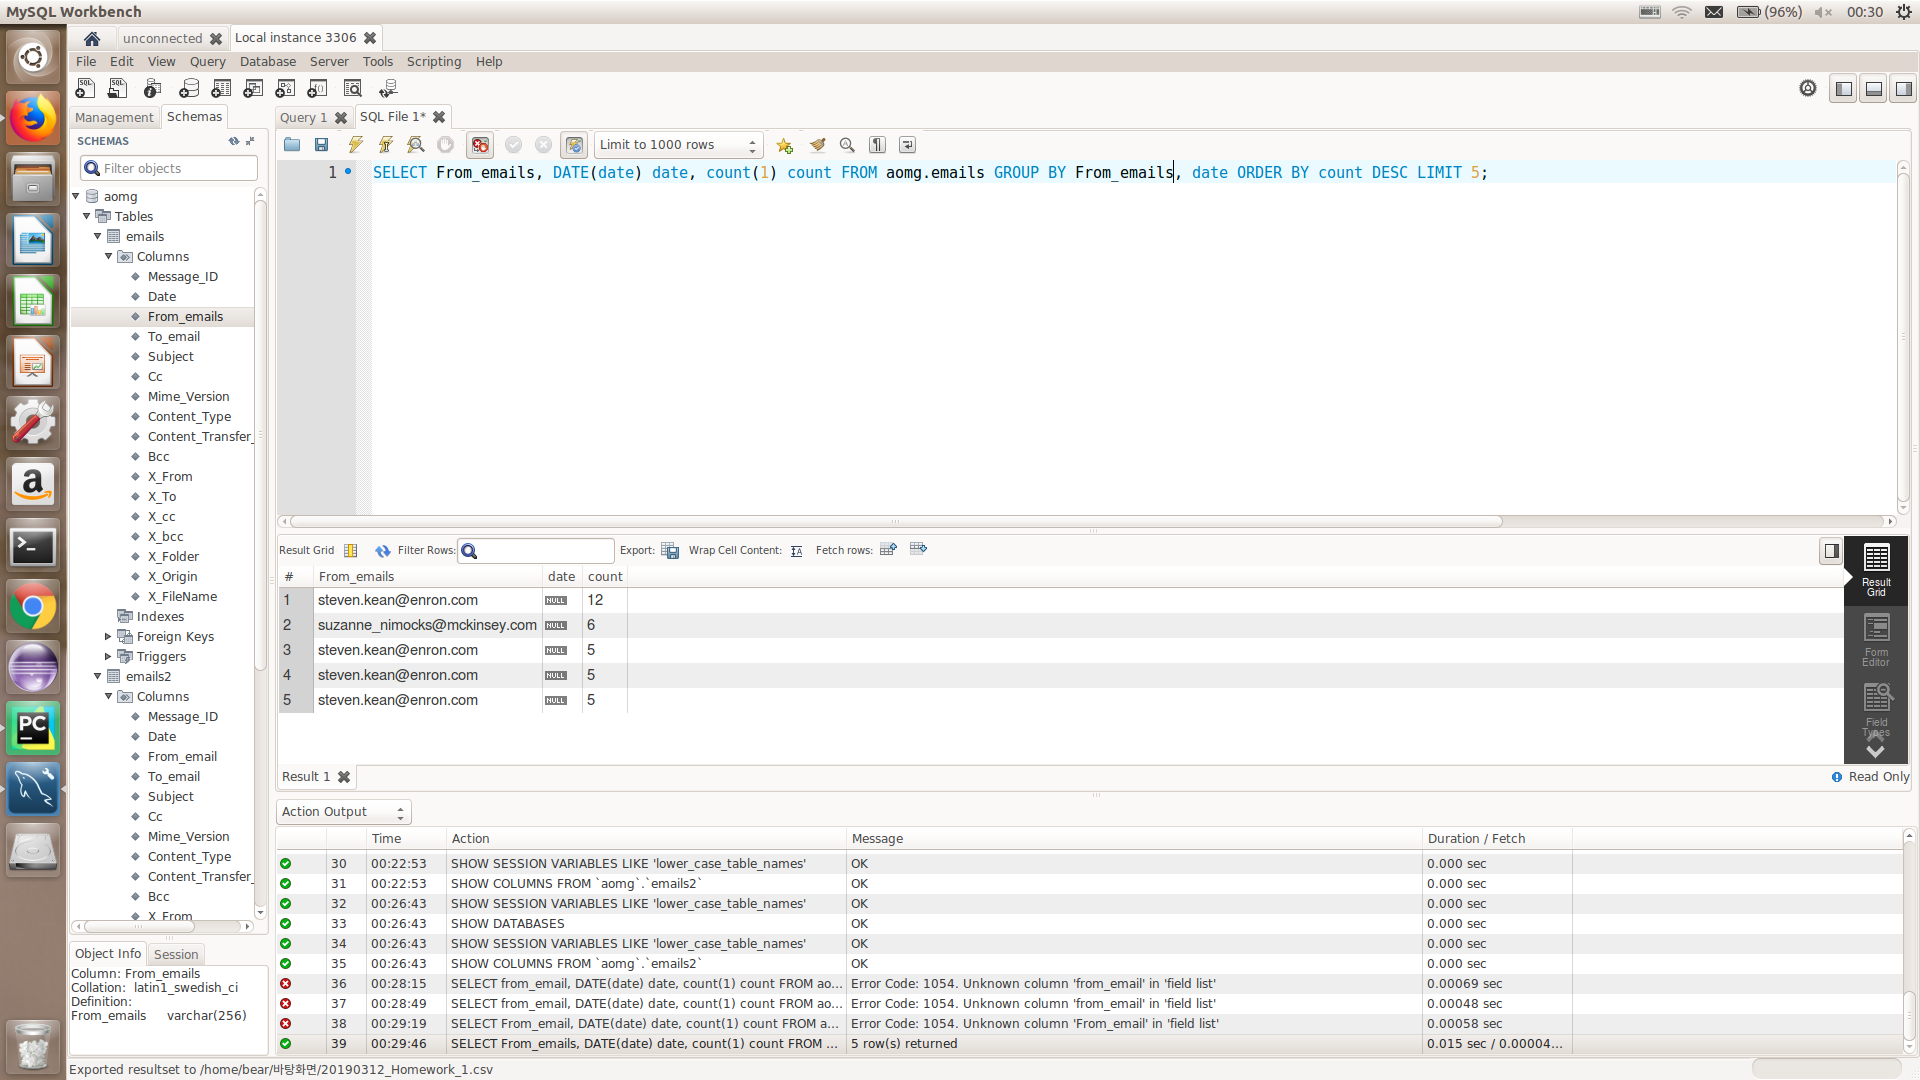 MySQL Workbench
(96%) 00:30
unconnected Local instance 3306
File Edit View Query Database Server Tools Scripting Help
Management Schemas
Query 1 SQL File 1*
SCHEMAS
Limit to 1000 rows
Filter objects
1 SELECT From_emails, DATE(date) date, count(1) count FROM aomg.emails GROUP BY From_emails, date ORDER BY count DESC LIMIT 5;
aomg
Tables
emails
Columns
Message_ID
Date
From_emails
To_email
Subject
Cc
Mime_Version
Content_Type
Content_Transfer_
Bcc
X_From
X_To
X_cc
X_bcc
X_Folder
X_Origin
X_FileName
Indexes
Foreign Keys
Triggers
emails2
Columns
Message_ID
Date
From_email
To_email
Subject
Cc
Mime_Version
Content_Type
Content_Transfer_
Bcc
X_From
Object Info Session
Column: From_emails
Collation: latin1_swedish_ci
Definition:
From_emails varchar(256)
Result Grid Filter Rows: Export: Wrap Cell Content: Fetch rows:
# From_emails date count
1 steven.kean@enron.com NULL 12
2 suzanne_nimocks@mckinsey.com NULL 6
3 steven.kean@enron.com NULL 5
4 steven.kean@enron.com NULL 5
5 steven.kean@enron.com NULL 5
Result
Grid
Form
Editor
Field
Types
Result 1
Read Only
Action Output
Time Action Message Duration / Fetch
30 00:22:53 SHOW SESSION VARIABLES LIKE 'lower_case_table_names' OK 0.000 sec
31 00:22:53 SHOW COLUMNS FROM `aomg`.`emails2` OK 0.000 sec
32 00:26:43 SHOW SESSION VARIABLES LIKE 'lower_case_table_names' OK 0.000 sec
33 00:26:43 SHOW DATABASES OK 0.000 sec
34 00:26:43 SHOW SESSION VARIABLES LIKE 'lower_case_table_names' OK 0.000 sec
35 00:26:43 SHOW COLUMNS FROM `aomg`.`emails2` OK 0.000 sec
36 00:28:15 SELECT from_email, DATE(date) date, count(1) count FROM ao... Error Code: 1054. Unknown column 'from_email' in 'field list' 0.00069 sec
37 00:28:49 SELECT from_email, DATE(date) date, count(1) count FROM ao... Error Code: 1054. Unknown column 'from_email' in 'field list' 0.00048 sec
38 00:29:19 SELECT From_email, DATE(date) date, count(1) count FROM a... Error Code: 1054. Unknown column 'From_email' in 'field list' 0.00058 sec
39 00:29:46 SELECT From_emails, DATE(date) date, count(1) count FROM ... 5 row(s) returned 0.015 sec / 0.00004...
Exported resultset to /home/bear/바탕화면/20190312_Homework_1.csv